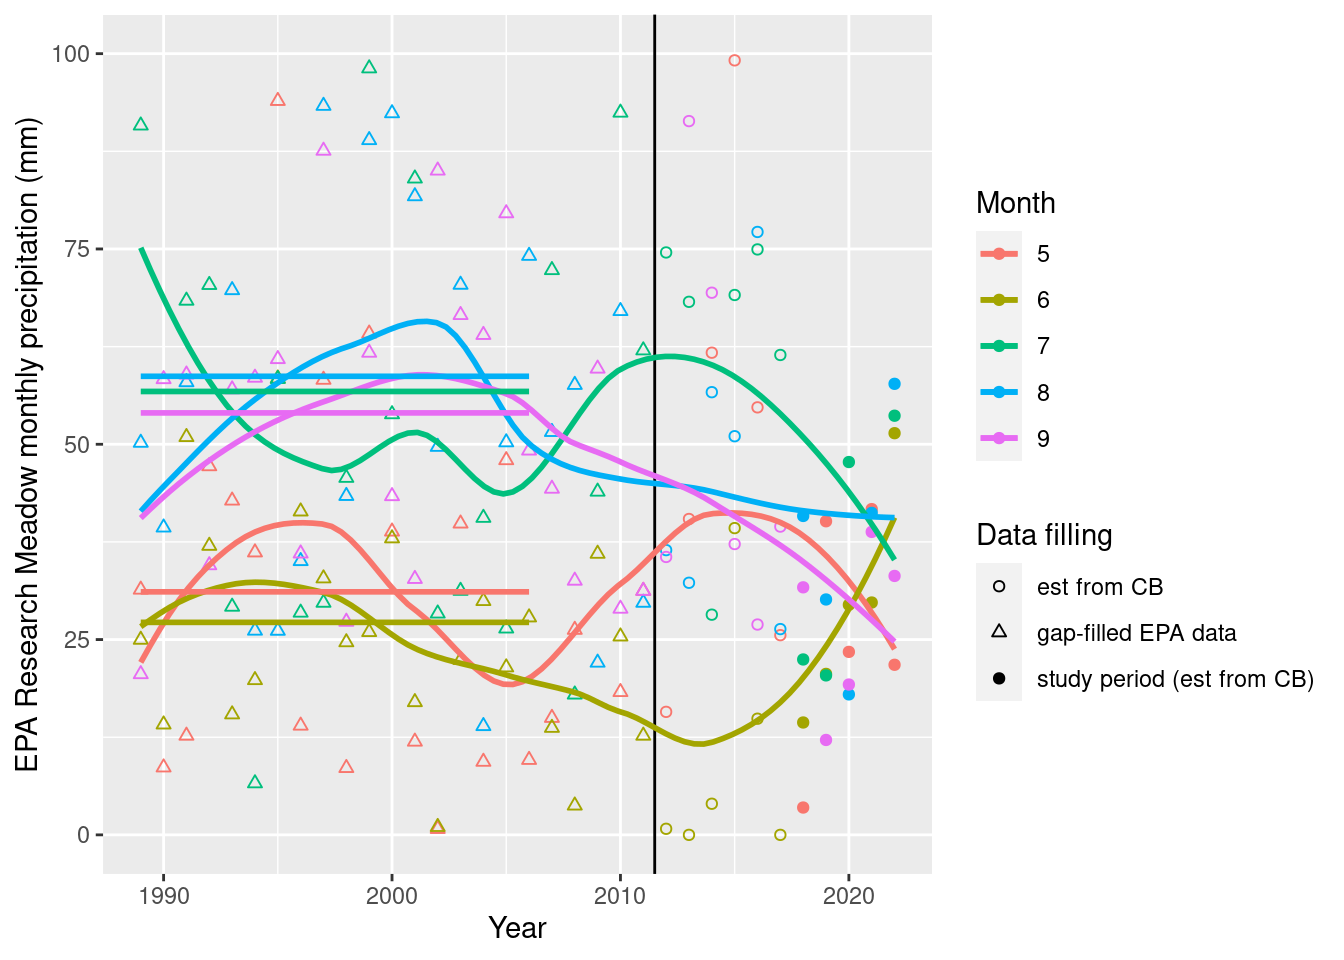 100
75
50
25
0
EPA Research Meadow monthly precipitation (mm)
1990
2000
2010
2020
Year
Month
5
6
7
8
9
Data filling
est from CB
gap-filled EPA data
study period (est from CB)